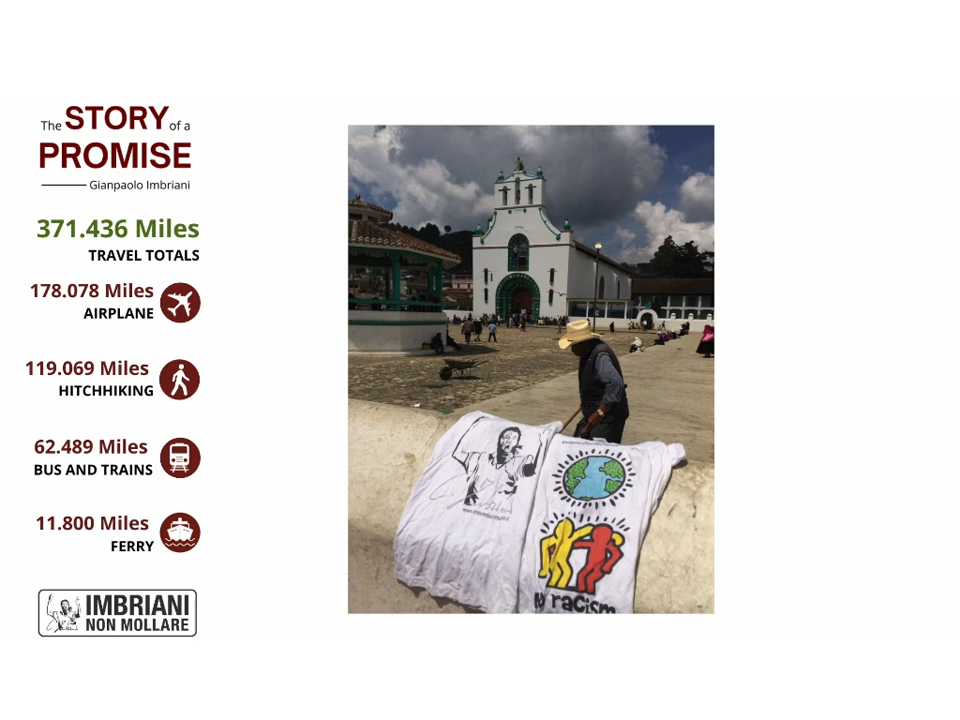 The STORY of a
PROMISE
Gianpaolo Imbriani
371.436 Miles
TRAVEL TOTALS
178.078 Miles
AIRPLANE
119.069 Miles
HITCHHIKING
62.489 Miles
BUS AND TRAINS
11.800 Miles
FERRY
IMBRIANI
NON MOLLARE
No racism